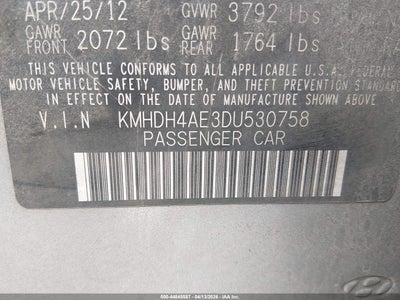 APR/25/12 GVWR 3792 lbs
GAWR FRONT 2072 lbs GAWR REAR 1764 lbs
THIS VEHICLE CONFORMS TO ALL APPLICABLE U.S.A. FEDERAL
MOTOR VEHICLE SAFETY, BUMPER, AND THEFT PREVENTION STANDARD
IN EFFECT ON THE DATE OF MANUFACTURE SHOWN ABOVE
V.I.N KMHDH4AE3DU530758
PASSENGER CAR